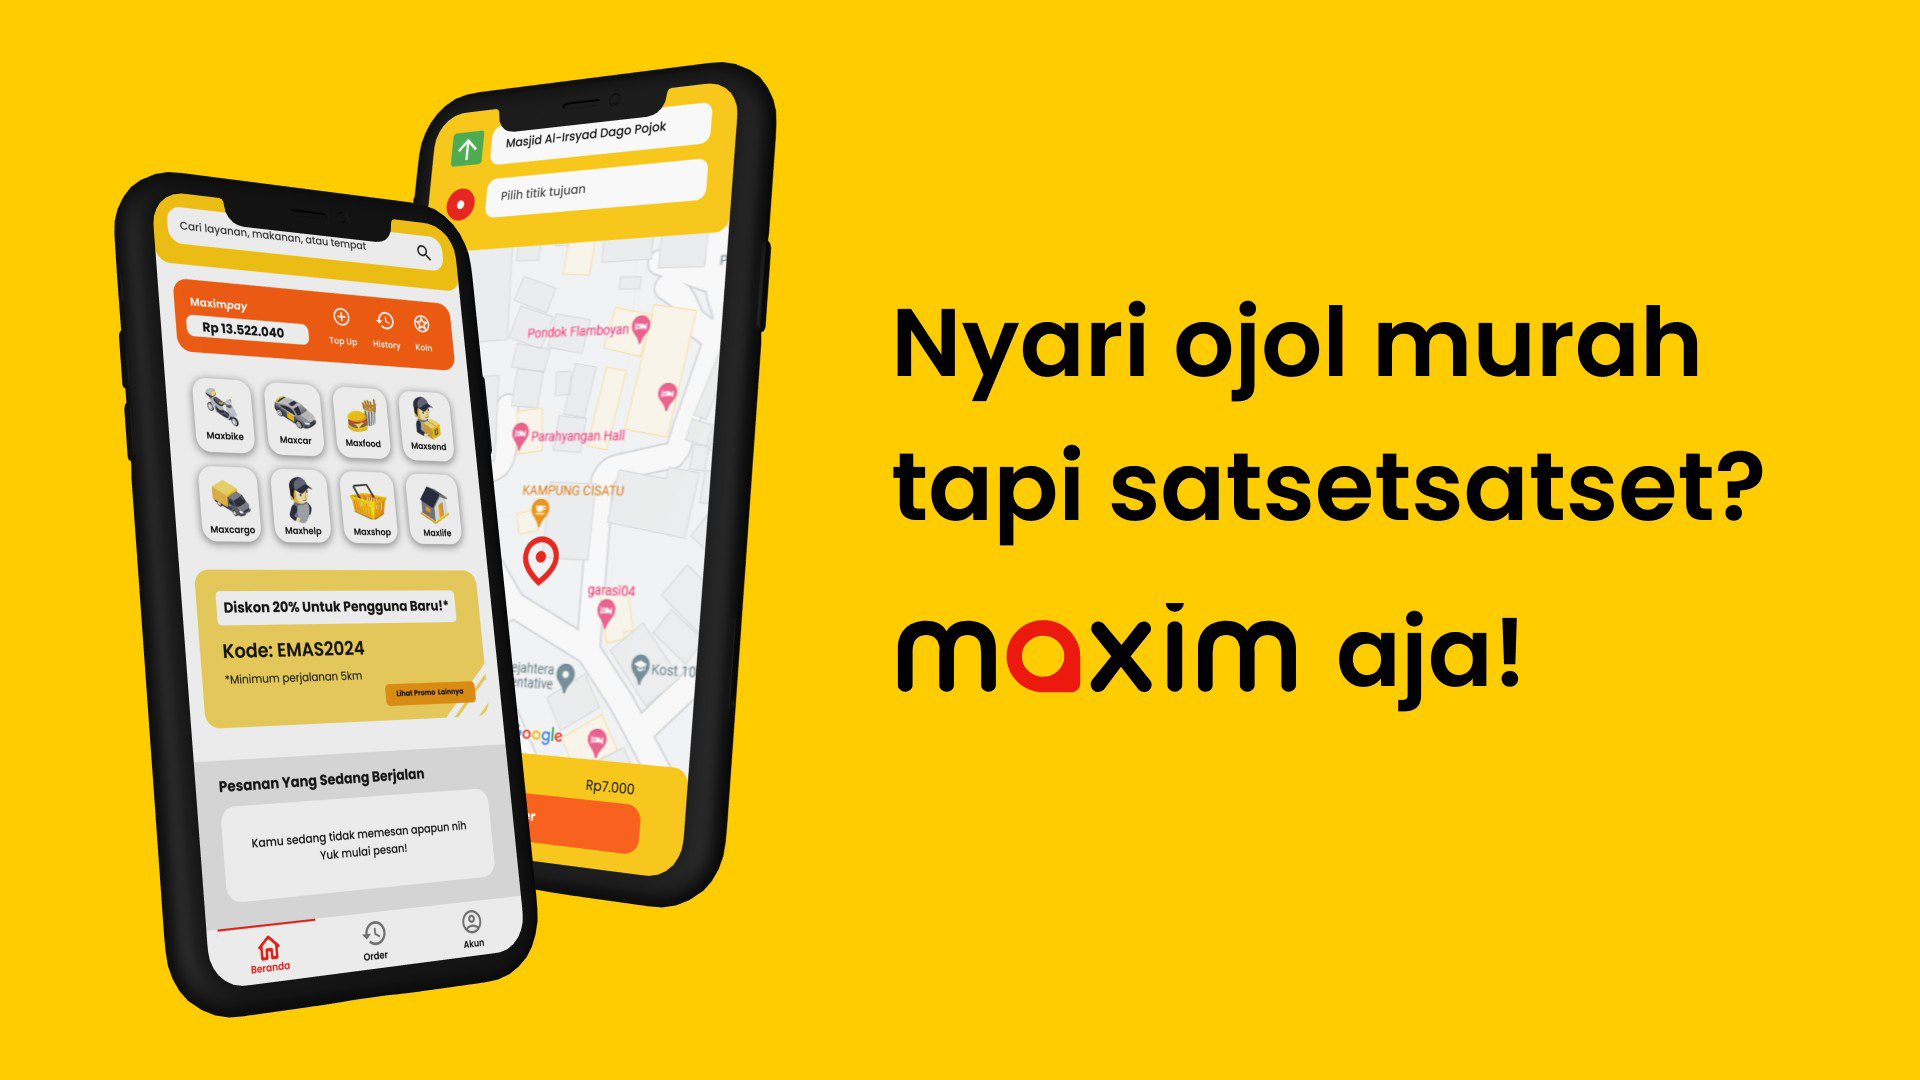 Masjid Al-Irsyad Dago Pojok
Pilih titik tujuan
Pondok Flamboyan
Parahyangan Hall
KAMPUNG CISATU
garasi04
Kost 10
Rp7.000
Cari layanan, makanan, atau tempat
Maximpay
Rp 13.522.040
Top Up History Koin
Maxbike Maxcar Maxfood Maxsend
Maxcargo Maxhelp Maxshop Maxlife
Diskon 20% Untuk Pengguna Baru!*
Kode: EMAS2024
*Minimum perjalanan 5km
Lihat Promo Lainnya
Pesanan Yang Sedang Berjalan
Kamu sedang tidak memesan apapun nih
Yuk mulai pesan!
Beranda Order Akun
Nyari ojol murah
tapi satsetsatset?
maxim aja!